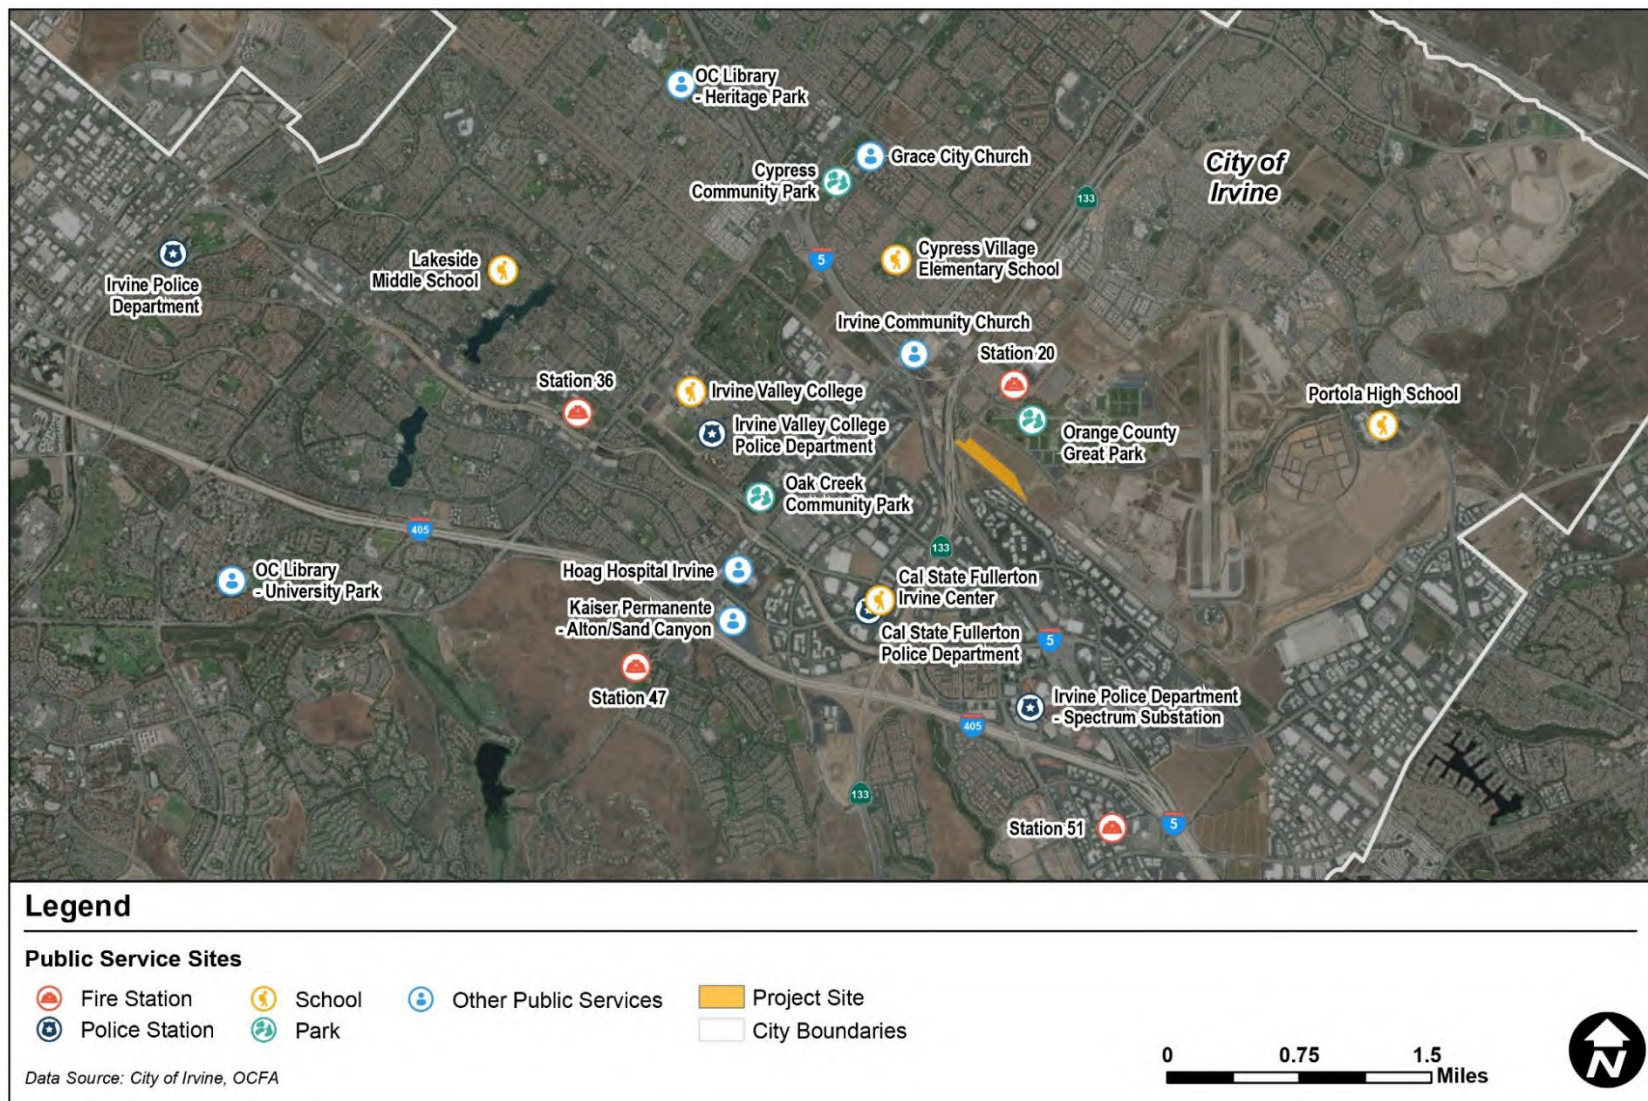 OC Library
- Heritage Park
Grace City Church
Cypress
Community Park
City of
Irvine
133
Irvine Police
Department
Lakeside
Middle School
5
Cypress Village
Elementary School
Irvine Community Church
Station 20
Station 36
Irvine Valley College
Portola High School
Irvine Valley College
Police Department
Orange County
Great Park
Oak Creek
Community Park
405
133
OC Library
- University Park
Hoag Hospital Irvine
Cal State Fullerton
Irvine Center
Kaiser Permanente
- Alton/Sand Canyon
Cal State Fullerton
Police Department
5
Station 47
Irvine Police Department
- Spectrum Substation
405
133
Station 51
5
Legend
Public Service Sites
Fire Station
School
Other Public Services
Project Site
Police Station
Park
City Boundaries
Data Source: City of Irvine, OCFA
0 0.75 1.5
Miles
N